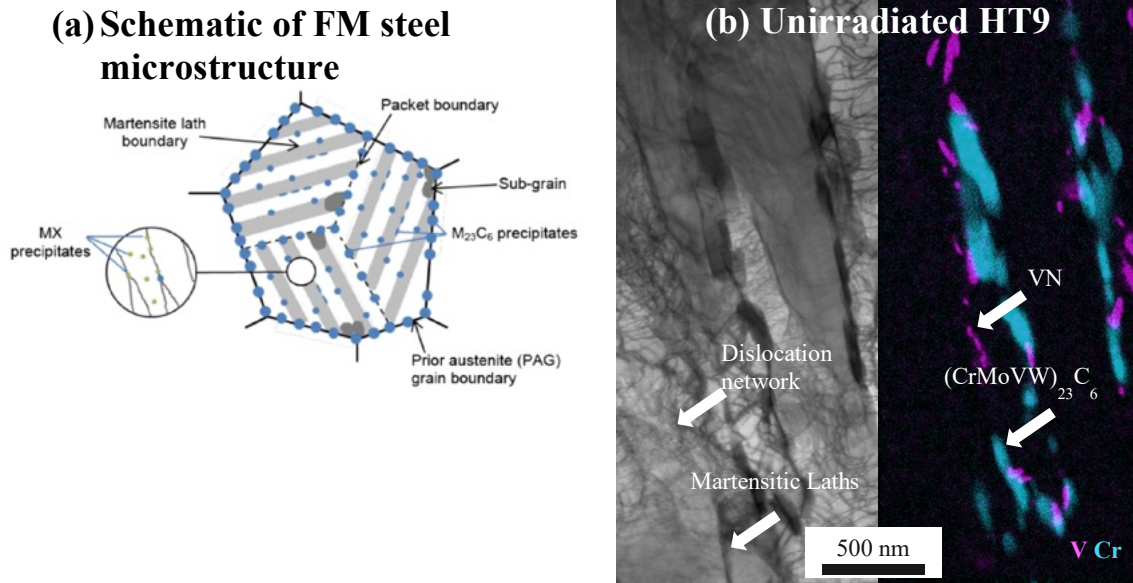 (a) Schematic of FM steel
microstructure
Packet boundary
Martensite lath
boundary
Sub-grain
MX
precipitates
M23C6 precipitates
Prior austenite (PAG)
grain boundary
(b) Unirradiated HT9
VN
Dislocation
network
(CrMoVW)23C6
Martensitic Laths
500 nm
V Cr